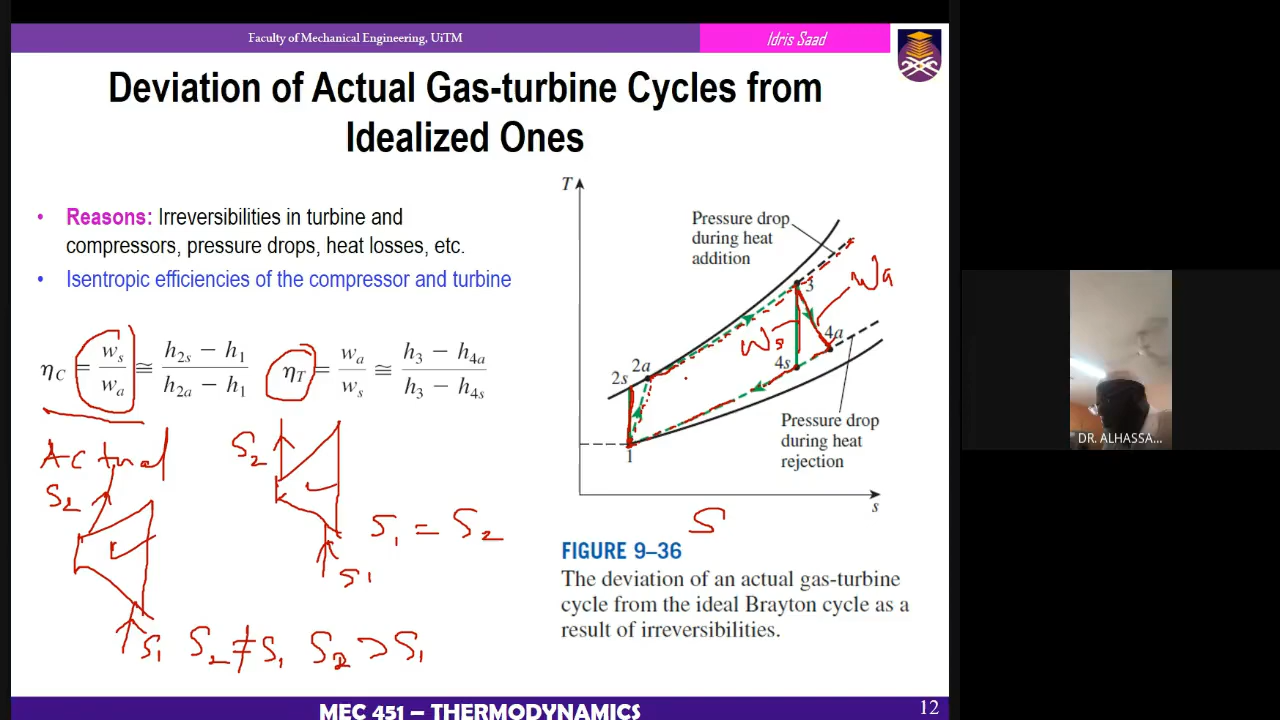 Faculty of Mechanical Engineering, UiTM
Idris Saad
Deviation of Actual Gas-turbine Cycles from
Idealized Ones
• Reasons: Irreversibilities in turbine and
compressors, pressure drops, heat losses, etc.
• Isentropic efficiencies of the compressor and turbine
ηC = ws/wa ≅ (h2s − h1)/(h2a − h1)
ηT = wa/ws ≅ (h3 − h4a)/(h3 − h4s)
Actual
S2
S1
S2
S1
S1 = S2
S2 ≠ S1 S2 > S1
T
Pressure drop
during heat
addition
3
Wa
Ws
4a
2a
2s
4s
1
Pressure drop
during heat
rejection
s
S
FIGURE 9–36
The deviation of an actual gas-turbine
cycle from the ideal Brayton cycle as a
result of irreversibilities.
DR. ALHASSA...
MEC 451 – THERMODYNAMICS
12